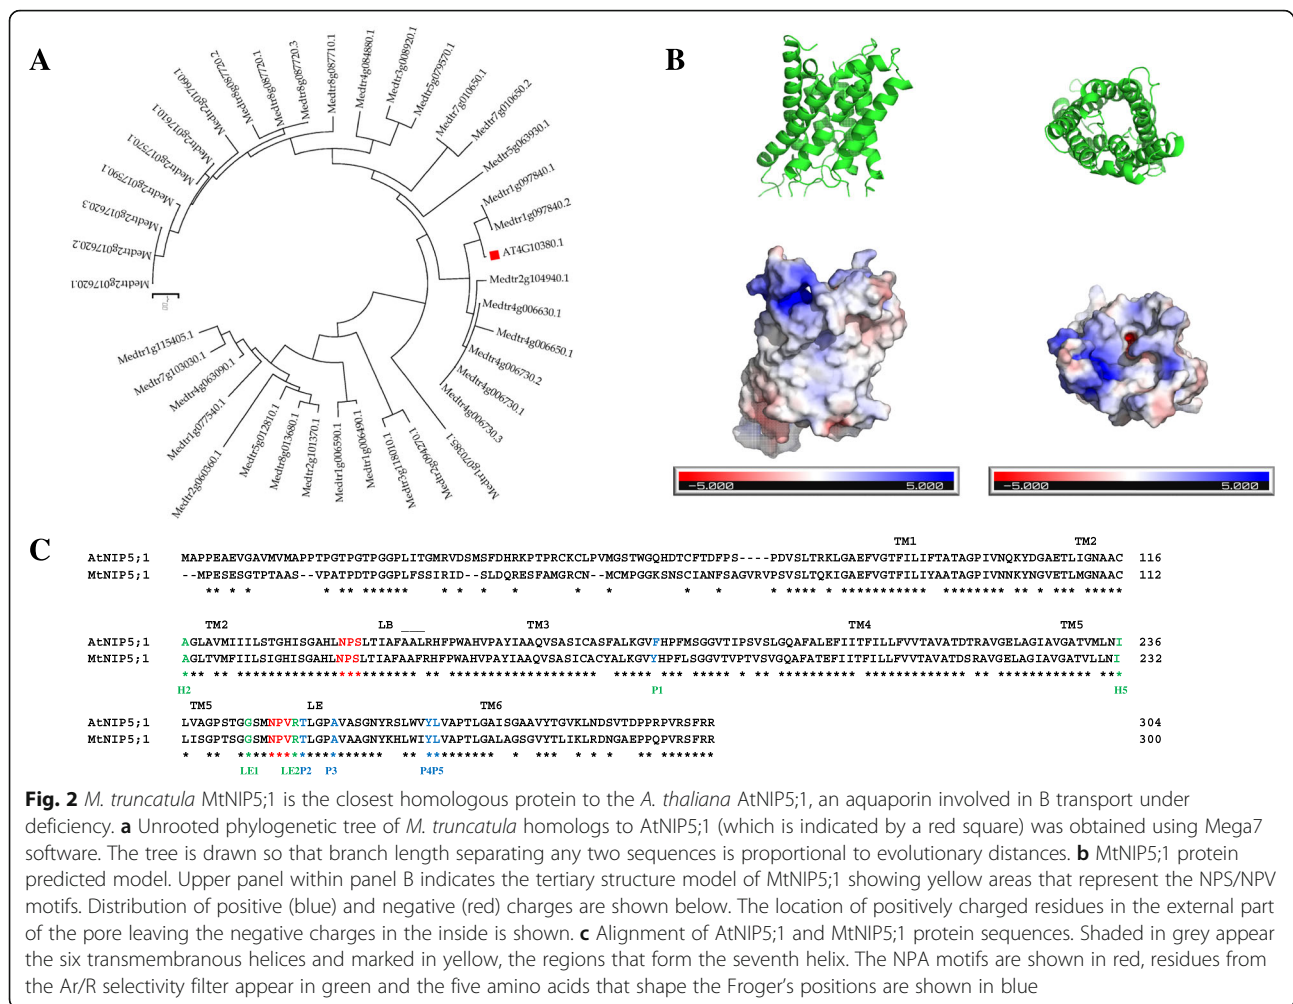 A
Medtr2g017660.1
Medtr8g087720.2
Medtr8g087720.1
Medtr8g087720.3
Medtr8g087710.1
Medtr4g084880.1
Medtr3g008920.1
Medtr5g079570.1
Medtr7g010650.1
Medtr7g010650.2
Medtr5g063930.1
Medtr1g097840.1
Medtr1g097840.2
AT4G10380.1
Medtr2g104940.1
Medtr4g006630.1
Medtr4g006650.1
Medtr4g006730.2
Medtr4g006730.1
Medtr4g006730.3
Medtr1g070385.1
Medtr2g094270.1
Medtr3g118010.1
Medtr1g006490.1
Medtr1g006590.1
Medtr2g101370.1
Medtr8g013680.1
Medtr5g012810.1
Medtr2g060360.1
Medtr1g077540.1
Medtr4g063090.1
Medtr7g103030.1
Medtr1g115405.1
Medtr2g017620.1
Medtr2g017620.2
Medtr2g017620.3
Medtr2g017590.1
Medtr2g017570.1
Medtr2g017610.1
B
-5.000 5.000
-5.000 5.000
C
TM1 TM2
AtNIP5;1 MAPPEAEVGAVMVMAPPTPGTPGTPGGPLITGMRVDSMSFDHRKPTPRCKCLPVMGSTWGQHDTCFTDFPS----PDVSLTRKLGAEFVGTFILIFTATAGPIVNQKYDGAETLIGNAAC 116
MtNIP5;1 --MPESESGTPTAAS--VPATPDTPGGPLFSSIRID--SLDQRESFAMGRCN--MCMPGGKSNSCIANFSAGVRVPSVSLTQKIGAEFVGTFILIYAATAGPIVNNKYNGVETLMGNAAC 112
TM2 LB ___ TM3 TM4 TM5
AtNIP5;1 AGLAVMIIILSTGHISGAHLNPSLTIAFAALRHFPWAHVPAYIAAQVSASICASFALKGVFHPFMSGGVTIPSVSLGQAFALEFIITFILLFVVTAVATDTRAVGELAGIAVGATVMLNI 236
MtNIP5;1 AGLTVMFIILSIGHISGAHLNPSLTIAFAAFRHFPWAHVPAYIAAQVSASICACYALKGVYHPFLSGGVTVPTVSVGQAFATEFIITFILLFVVTAVATDSRAVGELAGIAVGATVLLNI 232
H2 P1 H5
TM5 LE TM6
AtNIP5;1 LVAGPSTGGSMNPVRTLGPAVASGNYRSLWVYLVAPTLGAISGAAVYTGVKLNDSVTDPPRPVRSFRR 304
MtNIP5;1 LISGPTSGGSMNPVRTLGPAVAAGNYKHLWIYLVAPTLGALAGSGVYTLIKLRDNGAEPPQPVRSFRR 300
LE1 LE2P2 P3 P4P5
Fig. 2 M. truncatula MtNIP5;1 is the closest homologous protein to the A. thaliana AtNIP5;1, an aquaporin involved in B transport under
deficiency. a Unrooted phylogenetic tree of M. truncatula homologs to AtNIP5;1 (which is indicated by a red square) was obtained using Mega7
software. The tree is drawn so that branch length separating any two sequences is proportional to evolutionary distances. b MtNIP5;1 protein
predicted model. Upper panel within panel B indicates the tertiary structure model of MtNIP5;1 showing yellow areas that represent the NPS/NPV
motifs. Distribution of positive (blue) and negative (red) charges are shown below. The location of positively charged residues in the external part
of the pore leaving the negative charges in the inside is shown. c Alignment of AtNIP5;1 and MtNIP5;1 protein sequences. Shaded in grey appear
the six transmembranous helices and marked in yellow, the regions that form the seventh helix. The NPA motifs are shown in red, residues from
the Ar/R selectivity filter appear in green and the five amino acids that shape the Froger's positions are shown in blue